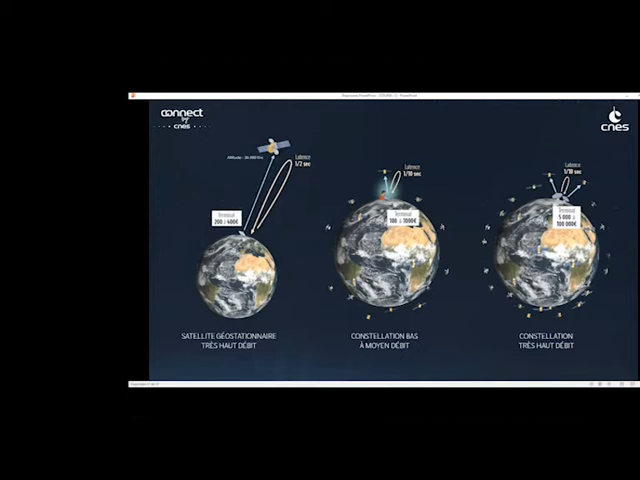 connect
by
cnes
cnes
Latence
1/2 sec
Terminal
200 à 400€
SATELLITE GÉOSTATIONNAIRE
TRÈS HAUT DÉBIT
Latence
1/10 sec
Terminal
100 à 1000€
CONSTELLATION BAS
À MOYEN DÉBIT
Latence
1/10 sec
Terminal
5 000 à
100 000€
CONSTELLATION
TRÈS HAUT DÉBIT